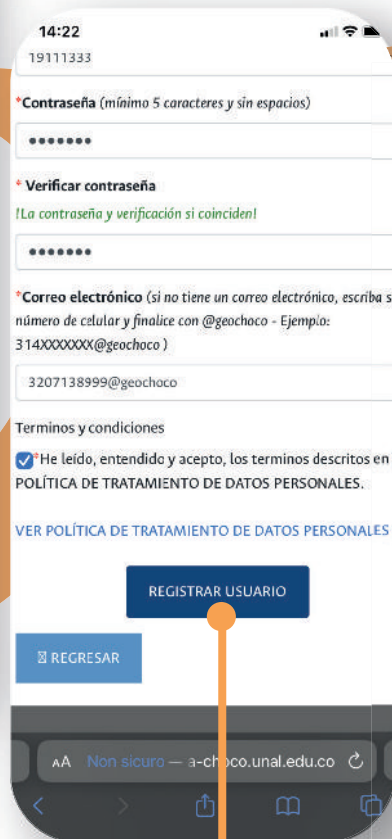 14:22
19111333
*Contraseña (mínimo 5 caracteres y sin espacios)
•••••••
* Verificar contraseña
!La contraseña y verificación si coinciden!
•••••••
*Correo electrónico (si no tiene un correo electrónico, escriba s
número de celular y finalice con @geochoco - Ejemplo:
314XXXXXXX@geochoco )
3207138999@geochoco
Terminos y condiciones
*He leído, entendido y acepto, los terminos descritos en
POLÍTICA DE TRATAMIENTO DE DATOS PERSONALES.
VER POLÍTICA DE TRATAMIENTO DE DATOS PERSONALES
REGISTRAR USUARIO
REGRESAR
AA Non sicuro — a-choco.unal.edu.co